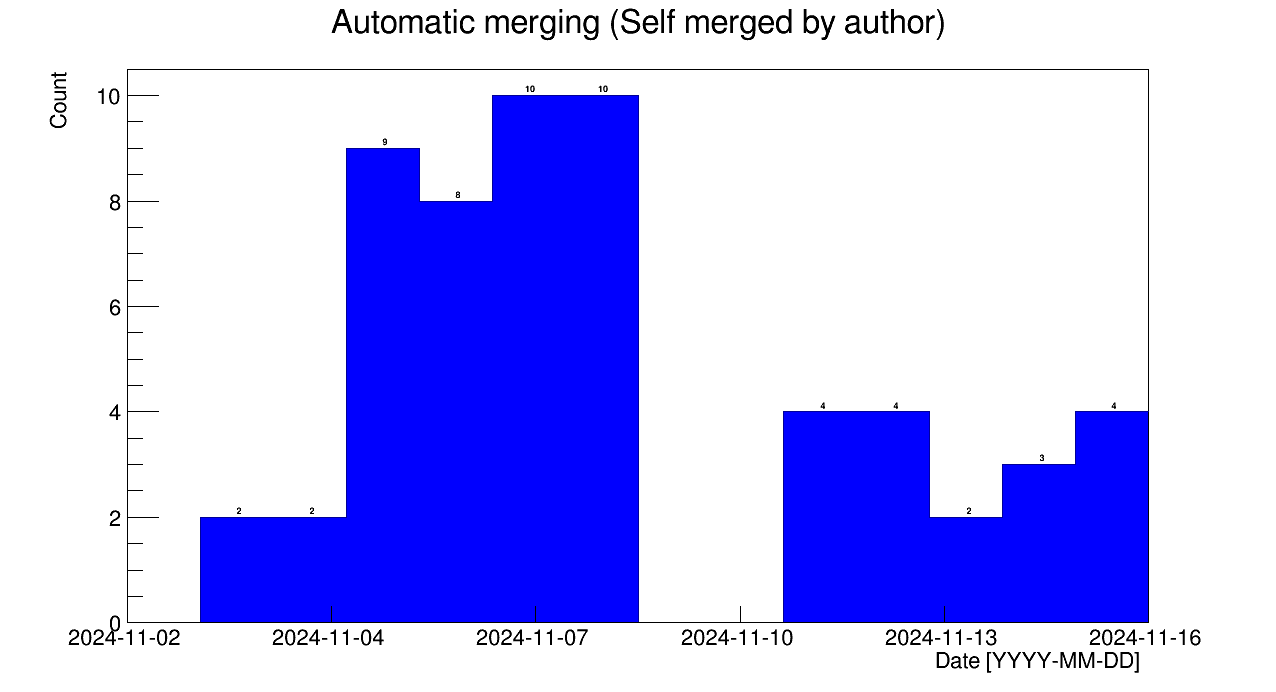 Automatic merging (Self merged by author)
Count
10
8
6
4
2
0
10 10
9
8
4 4 4
3
2 2 2
2024-11-02 2024-11-04 2024-11-07 2024-11-10 2024-11-13 2024-11-16
Date [YYYY-MM-DD]